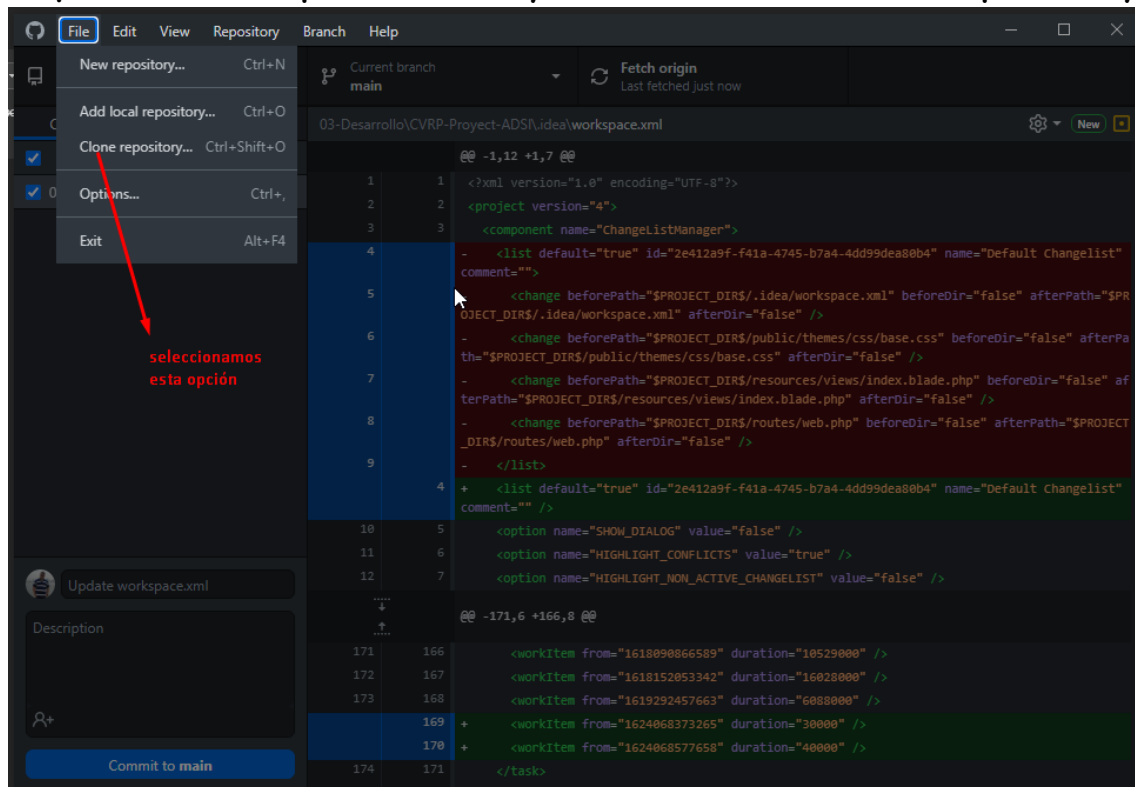 File Edit View Repository Branch Help
New repository... Ctrl+N
Add local repository... Ctrl+O
Clone repository... Ctrl+Shift+O
Options... Ctrl+,
Exit Alt+F4
seleccionamos
esta opción
Current branch
main
Fetch origin
Last fetched just now
03-Desarrollo\CVRP-Proyect-ADSI\.idea\workspace.xml New
@@ -1,12 +1,7 @@
1 1 <?xml version="1.0" encoding="UTF-8"?>
2 2 <project version="4">
3 3 <component name="ChangeListManager">
4 - <list default="true" id="2e412a9f-f41a-4745-b7a4-4dd99dea80b4" name="Default Changelist"
comment="">
5 - <change beforePath="$PROJECT_DIR$/.idea/workspace.xml" beforeDir="false" afterPath="$PR
OJECT_DIR$/.idea/workspace.xml" afterDir="false" />
6 - <change beforePath="$PROJECT_DIR$/public/themes/css/base.css" beforeDir="false" afterPa
th="$PROJECT_DIR$/public/themes/css/base.css" afterDir="false" />
7 - <change beforePath="$PROJECT_DIR$/resources/views/index.blade.php" beforeDir="false" af
terPath="$PROJECT_DIR$/resources/views/index.blade.php" afterDir="false" />
8 - <change beforePath="$PROJECT_DIR$/routes/web.php" beforeDir="false" afterPath="$PROJECT
_DIR$/routes/web.php" afterDir="false" />
9 - </list>
4 + <list default="true" id="2e412a9f-f41a-4745-b7a4-4dd99dea80b4" name="Default Changelist"
comment="" />
10 5 <option name="SHOW_DIALOG" value="false" />
11 6 <option name="HIGHLIGHT_CONFLICTS" value="true" />
12 7 <option name="HIGHLIGHT_NON_ACTIVE_CHANGELIST" value="false" />
@@ -171,6 +166,8 @@
171 166 <workItem from="1618090866589" duration="10529000" />
172 167 <workItem from="1618152053342" duration="16028000" />
173 168 <workItem from="1619292457663" duration="6088000" />
169 + <workItem from="1624068373265" duration="30000" />
170 + <workItem from="1624068577658" duration="40000" />
174 171 </task>
Update workspace.xml
Description
Commit to main